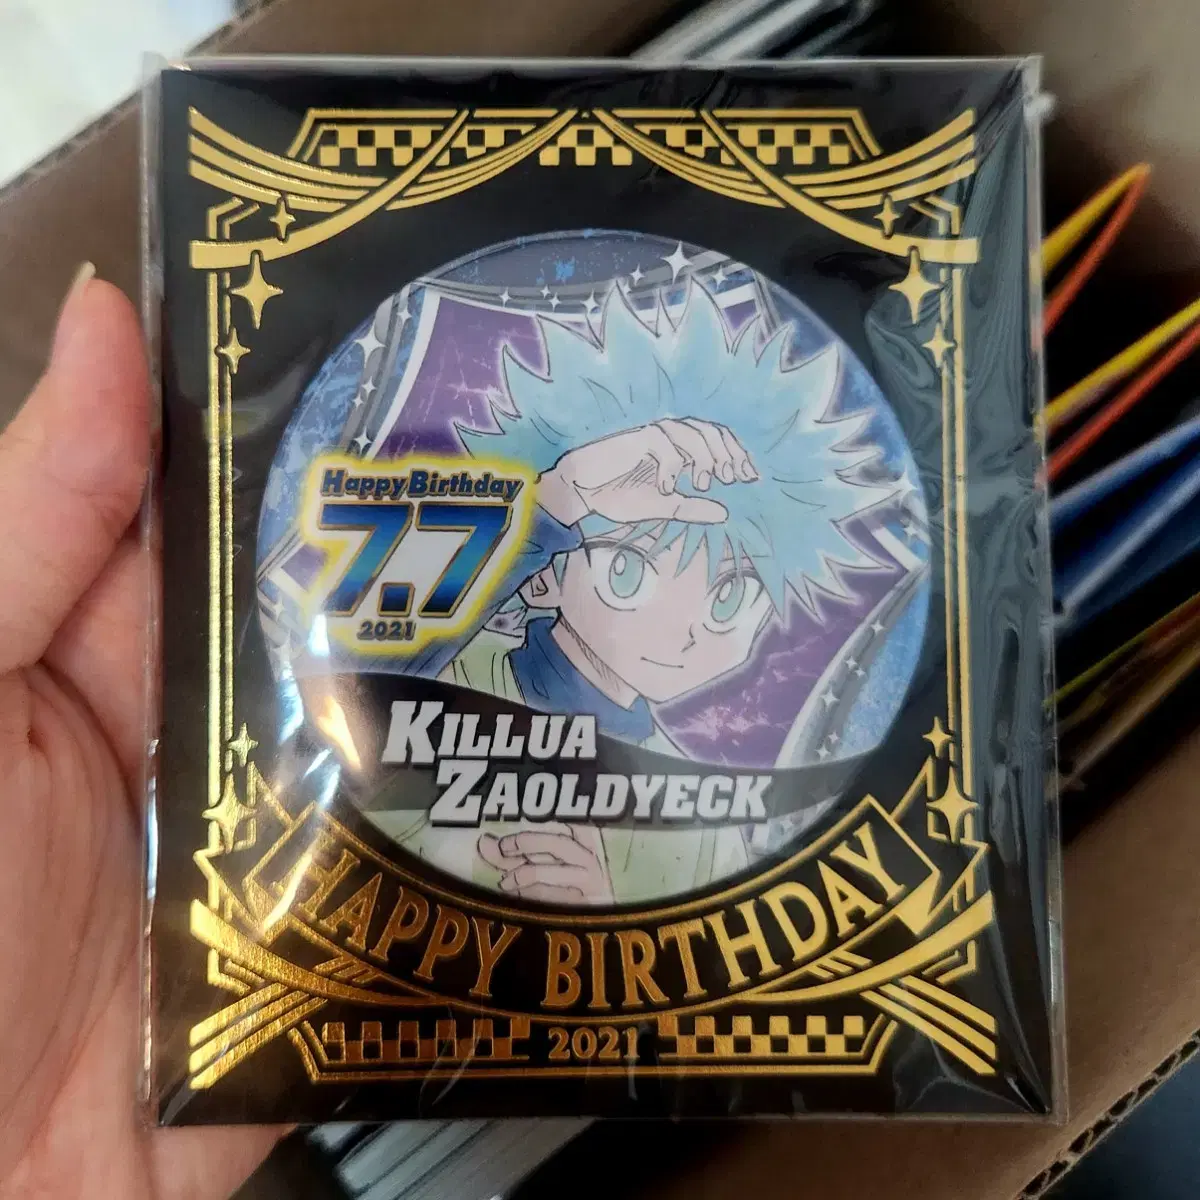 Happy Birthday
7.7
2021
KILLUA
ZAOLDYECK
HAPPY BIRTHDAY
2021